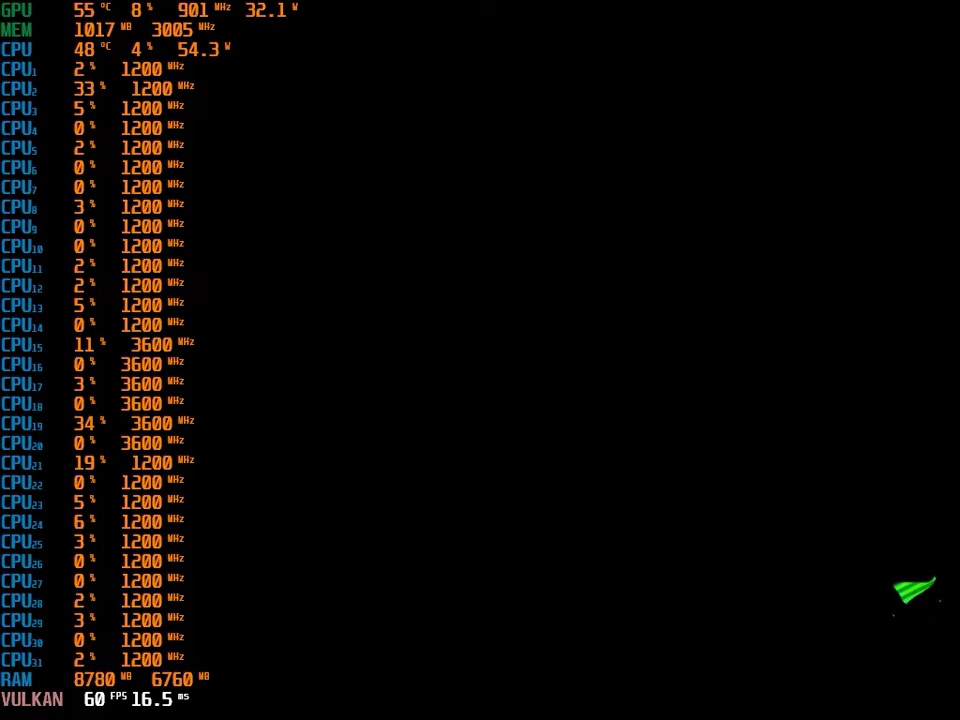 GPU 55 °C 8 % 901 MHz 32.1 W
MEM 1017 MB 3005 MHz
CPU 48 °C 4 % 54.3 W
CPU1 2 % 1200 MHz
CPU2 33 % 1200 MHz
CPU3 5 % 1200 MHz
CPU4 0 % 1200 MHz
CPU5 2 % 1200 MHz
CPU6 0 % 1200 MHz
CPU7 0 % 1200 MHz
CPU8 3 % 1200 MHz
CPU9 0 % 1200 MHz
CPU10 0 % 1200 MHz
CPU11 2 % 1200 MHz
CPU12 2 % 1200 MHz
CPU13 5 % 1200 MHz
CPU14 0 % 1200 MHz
CPU15 11 % 3600 MHz
CPU16 0 % 3600 MHz
CPU17 3 % 3600 MHz
CPU18 0 % 3600 MHz
CPU19 34 % 3600 MHz
CPU20 0 % 3600 MHz
CPU21 19 % 1200 MHz
CPU22 0 % 1200 MHz
CPU23 5 % 1200 MHz
CPU24 6 % 1200 MHz
CPU25 3 % 1200 MHz
CPU26 0 % 1200 MHz
CPU27 0 % 1200 MHz
CPU28 2 % 1200 MHz
CPU29 3 % 1200 MHz
CPU30 0 % 1200 MHz
CPU31 2 % 1200 MHz
RAM 8780 MB 6760 MB
VULKAN 60 FPS 16.5 ms